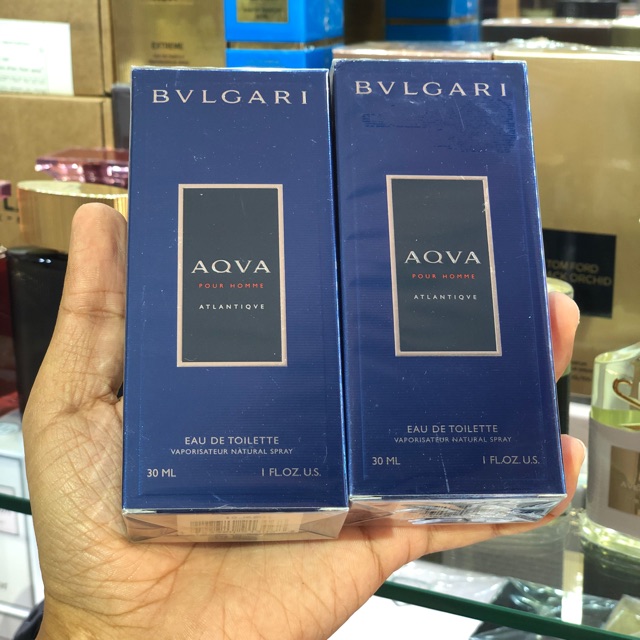 BVLGARI
AQVA
POUR HOMME
ATLANTIQVE
EAU DE TOILETTE
VAPORISATEUR NATURAL SPRAY
30 ML 1 FL.OZ. U.S.
BVLGARI
AQVA
POUR HOMME
ATLANTIQVE
EAU DE TOILETTE
VAPORISATEUR NATURAL SPRAY
30 ML 1 FL.OZ. U.S.
EXTREME
TOM FORD